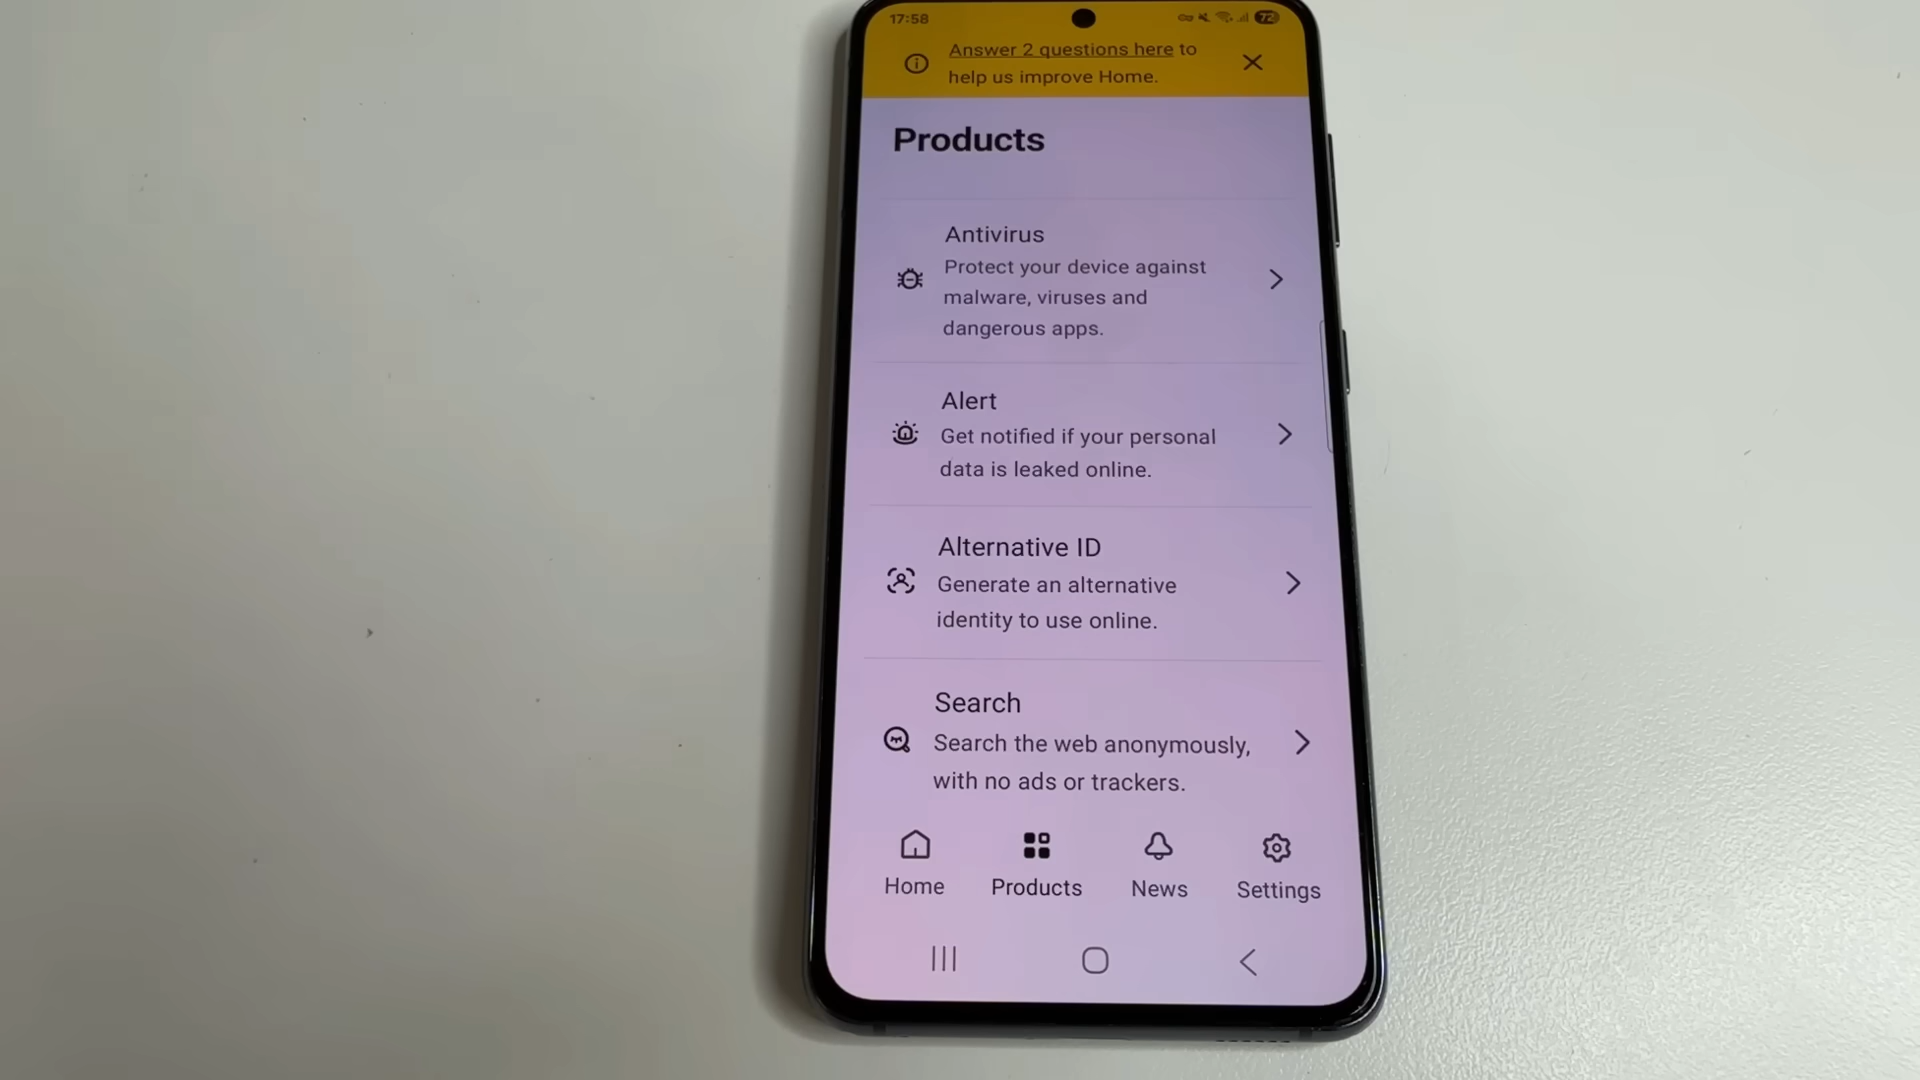 17:58
72
Answer 2 questions here to
help us improve Home.
Products
Antivirus
Protect your device against
malware, viruses and
dangerous apps.
Alert
Get notified if your personal
data is leaked online.
Alternative ID
Generate an alternative
identity to use online.
Search
Search the web anonymously,
with no ads or trackers.
Home
Products
News
Settings